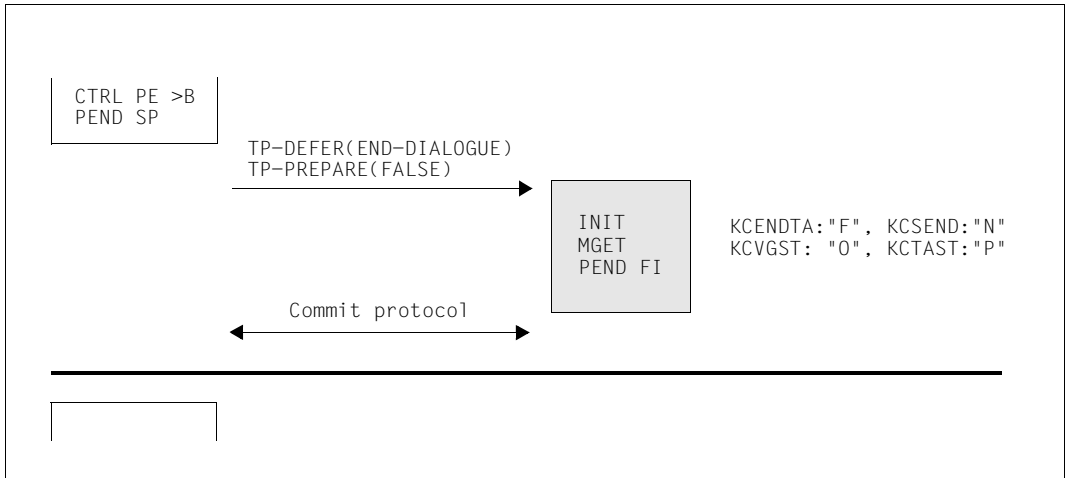 CTRL PE >B
PEND SP
TP-DEFER(END-DIALOGUE)
TP-PREPARE(FALSE)
INIT
MGET
PEND FI
KCENDTA:"F", KCSEND:"N"
KCVGST: "O", KCTAST:"P"
Commit protocol